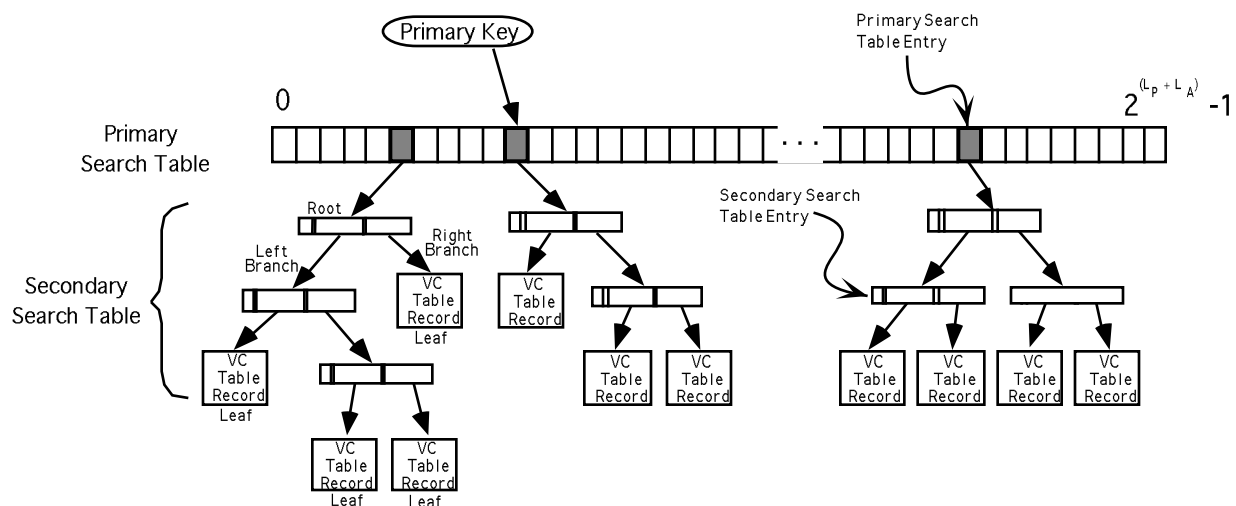 Primary Key
Primary Search
Table Entry
0
2^(L_P + L_A) -1
Primary
Search Table
. . .
Secondary Search
Table Entry
Root
Left
Branch
Right
Branch
Secondary
Search Table
VC
Table
Record
Leaf
VC
Table
Record
VC
Table
Record
Leaf
VC
Table
Record
VC
Table
Record
VC
Table
Record
VC
Table
Record
VC
Table
Record
VC
Table
Record
VC
Table
Record
Leaf
VC
Table
Record
Leaf